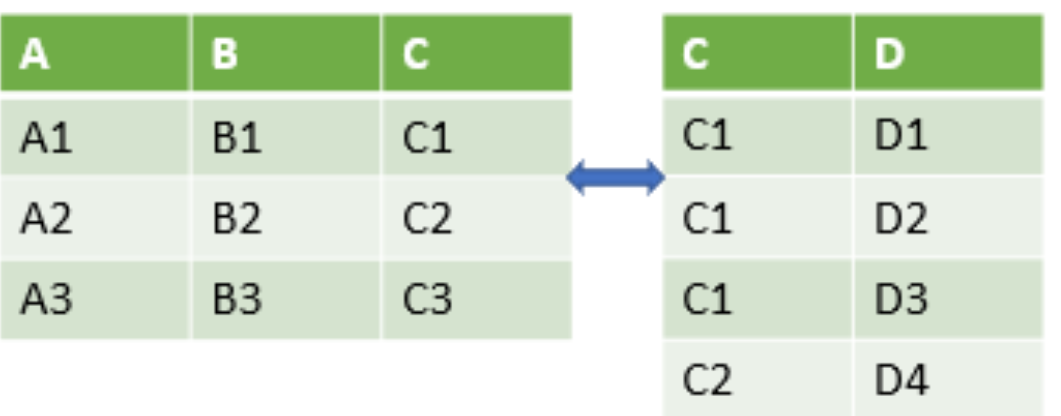 A B C
A1 B1 C1
A2 B2 C2
A3 B3 C3
C D
C1 D1
C1 D2
C1 D3
C2 D4